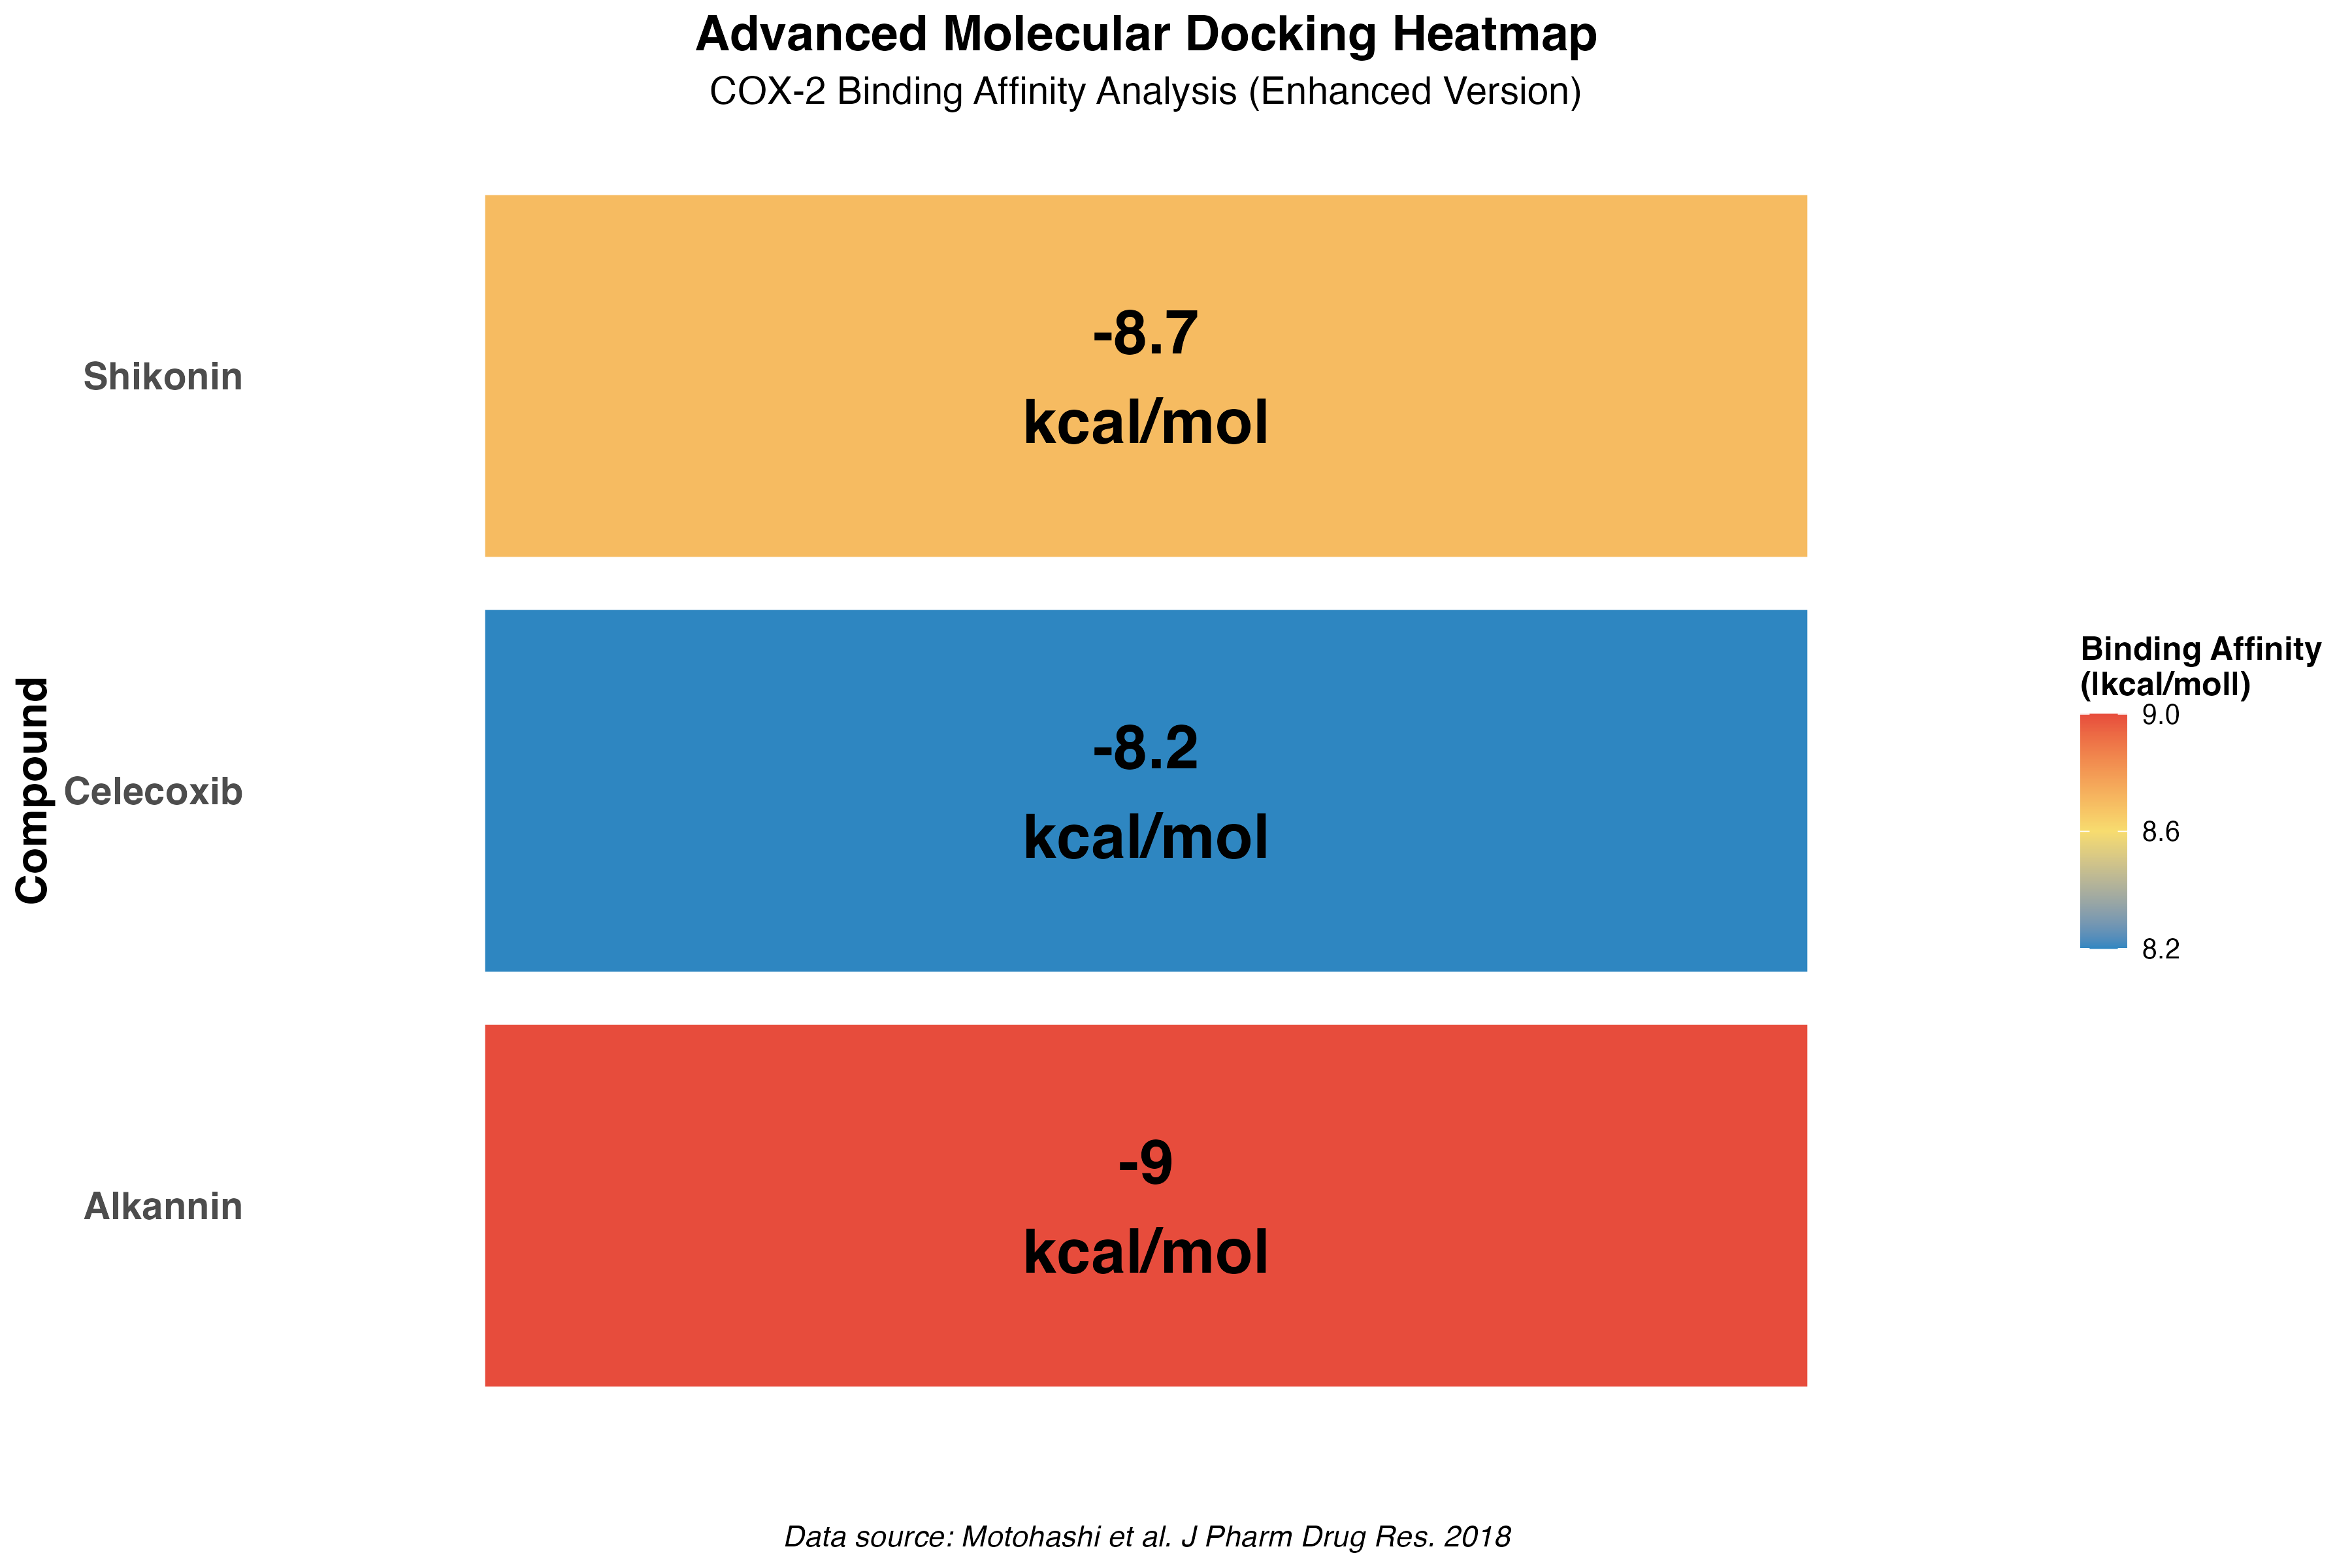 Advanced Molecular Docking Heatmap
COX-2 Binding Affinity Analysis (Enhanced Version)
Compound
Shikonin
-8.7
kcal/mol
Celecoxib
-8.2
kcal/mol
Alkannin
-9
kcal/mol
Binding Affinity
(|kcal/mol|)
9.0
8.6
8.2
Data source: Motohashi et al. J Pharm Drug Res. 2018